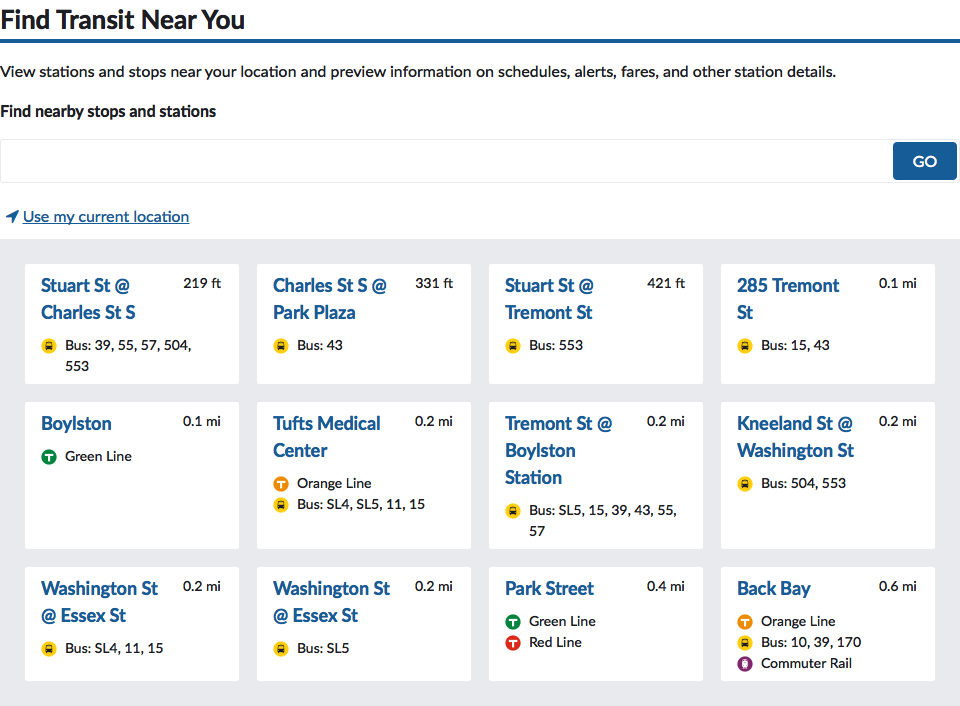 Find Transit Near You
View stations and stops near your location and preview information on schedules, alerts, fares, and other station details.
Find nearby stops and stations
GO
Use my current location
Stuart St @ 219 ft
Charles St S
Bus: 39, 55, 57, 504,
553
Charles St S @ 331 ft
Park Plaza
Bus: 43
Stuart St @ 421 ft
Tremont St
Bus: 553
285 Tremont 0.1 mi
St
Bus: 15, 43
Boylston 0.1 mi
T Green Line
Tufts Medical 0.2 mi
Center
T Orange Line
Bus: SL4, SL5, 11, 15
Tremont St @ 0.2 mi
Boylston
Station
Bus: SL5, 15, 39, 43, 55,
57
Kneeland St @ 0.2 mi
Washington St
Bus: 504, 553
Washington St 0.2 mi
@ Essex St
Bus: SL4, 11, 15
Washington St 0.2 mi
@ Essex St
Bus: SL5
Park Street 0.4 mi
T Green Line
T Red Line
Back Bay 0.6 mi
T Orange Line
Bus: 10, 39, 170
Commuter Rail